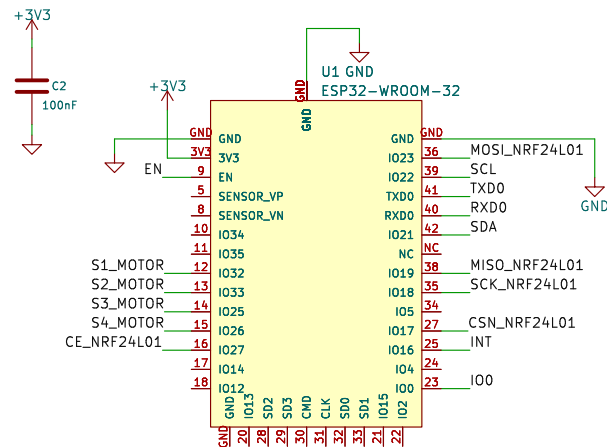 +3V3
C2
100nF
+3V3
U1 GND
ESP32-WROOM-32
GND
GND
GND GND
GND GND
3V3 3V3
IO23 36 MOSI_NRF24L01
EN 9 EN
IO22 39 SCL
5 SENSOR_VP
TXD0 41 TXD0
8 SENSOR_VN
RXD0 40 RXD0
10 IO34
IO21 42 SDA
GND
11 IO35
NC NC
S1_MOTOR 12 IO32
IO19 38 MISO_NRF24L01
S2_MOTOR 13 IO33
IO18 35 SCK_NRF24L01
S3_MOTOR 14 IO25
IO5 34
S4_MOTOR 15 IO26
IO17 27 CSN_NRF24L01
CE_NRF24L01 16 IO27
IO16 25 INT
17 IO14
IO4 24
18 IO12
IO0 23 IO0
GND IO13 SD2 SD3 CMD CLK SD0 SD1 IO15 IO2
GND 20 28 29 30 31 32 33 21 22